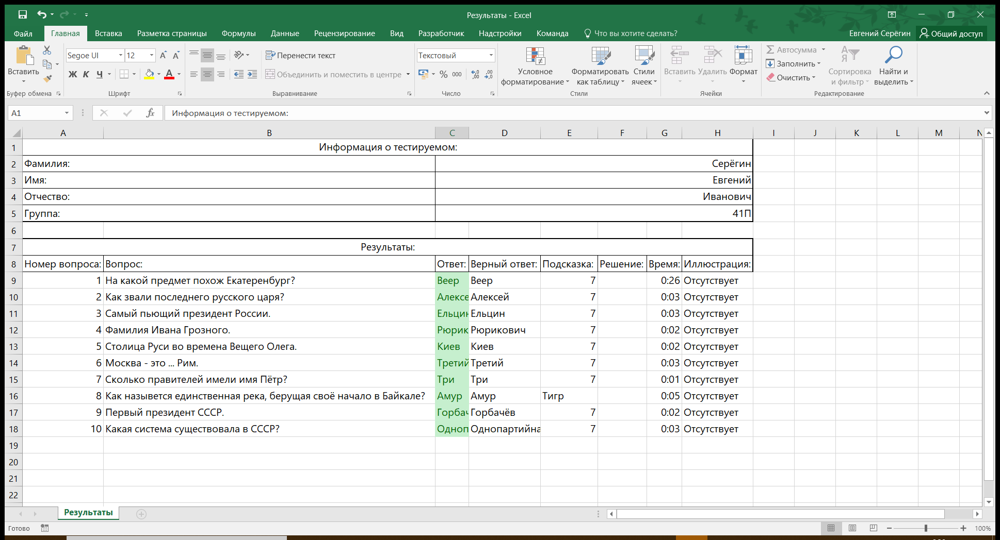 Результаты - Excel
Файл Главная Вставка Разметка страницы Формулы Данные Рецензирование Вид Разработчик Надстройки Команда Что вы хотите сделать? Евгений Серёгин Общий доступ
Вставить Segoe UI 12 Перенести текст Текстовый Условное форматирование Форматировать как таблицу Стили ячеек Вставить Удалить Формат Автосумма Заполнить Очистить Сортировка и фильтр Найти и выделить
Ж К Ч А Объединить и поместить в центре % 000
Буфер обмена Шрифт Выравнивание Число Стили Ячейки Редактирование
A1 fx Информация о тестируемом:
A B C D E F G H I J K L M N
1 Информация о тестируемом:
2 Фамилия: Серёгин
3 Имя: Евгений
4 Отчество: Иванович
5 Группа: 41П
6
7 Результаты:
8 Номер вопроса: Вопрос: Ответ: Верный ответ: Подсказка: Решение: Время: Иллюстрация:
9 1 На какой предмет похож Екатеренбург? Веер Веер 7 0:26 Отсутствует
10 2 Как звали последнего русского царя? Алексе Алексей 7 0:03 Отсутствует
11 3 Самый пьющий президент России. Ельцин Ельцин 7 0:03 Отсутствует
12 4 Фамилия Ивана Грозного. Рюрик Рюрикович 7 0:02 Отсутствует
13 5 Столица Руси во времена Вещего Олега. Киев Киев 7 0:02 Отсутствует
14 6 Москва - это ... Рим. Третий Третий 7 0:03 Отсутствует
15 7 Сколько правителей имели имя Пётр? Три Три 7 0:01 Отсутствует
16 8 Как назывется единственная река, берущая своё начало в Байкале? Амур Амур Тигр 0:05 Отсутствует
17 9 Первый президент СССР. Горбач Горбачёв 7 0:02 Отсутствует
18 10 Какая система существовала в СССР? Одноп Однопартийна 7 0:03 Отсутствует
19
20
21
22
Результаты
Готово 100%